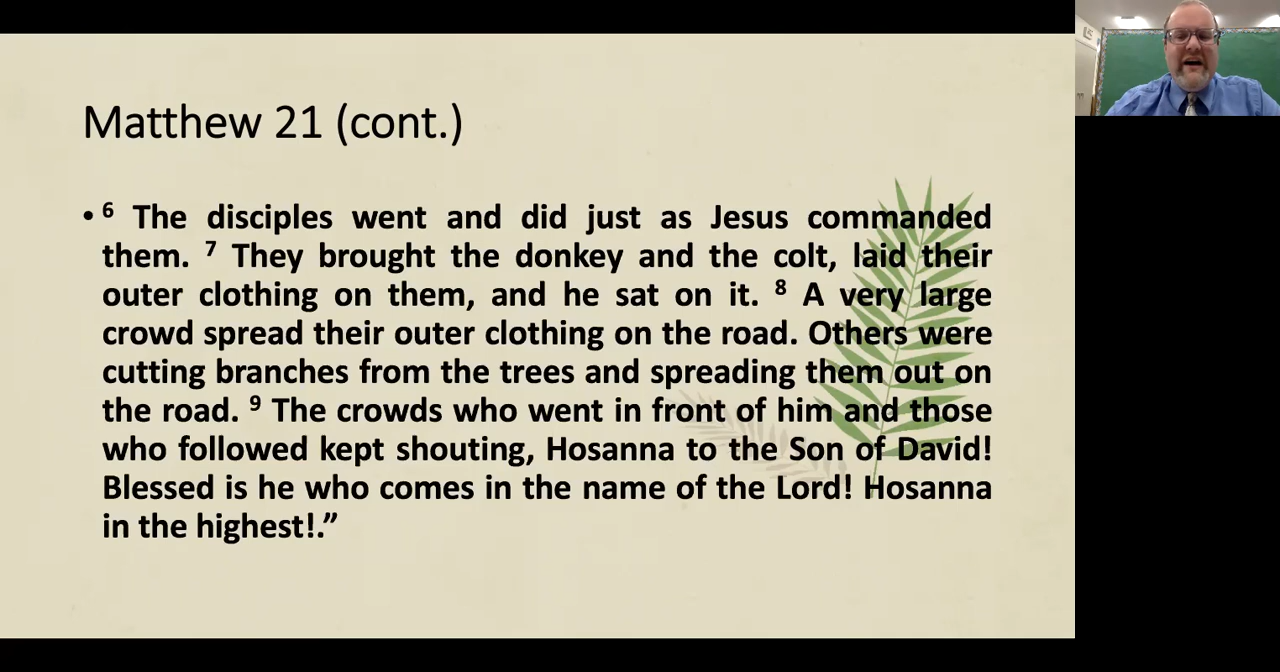 Matthew 21 (cont.)
• ⁶ The disciples went and did just as Jesus commanded
them. ⁷ They brought the donkey and the colt, laid their
outer clothing on them, and he sat on it. ⁸ A very large
crowd spread their outer clothing on the road. Others were
cutting branches from the trees and spreading them out on
the road. ⁹ The crowds who went in front of him and those
who followed kept shouting, Hosanna to the Son of David!
Blessed is he who comes in the name of the Lord! Hosanna
in the highest!.”